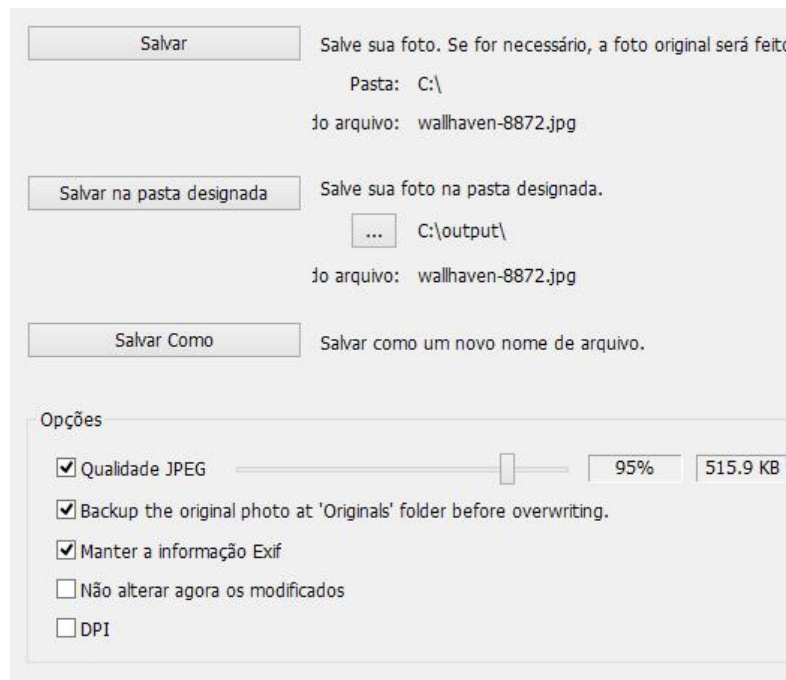 Salvar
Salve sua foto. Se for necessário, a foto original será feito
Pasta: C:\
do arquivo: wallhaven-8872.jpg
Salvar na pasta designada
Salve sua foto na pasta designada.
... C:\output\
do arquivo: wallhaven-8872.jpg
Salvar Como
Salvar como um novo nome de arquivo.
Opções
Qualidade JPEG 95% 515.9 KB
Backup the original photo at 'Originals' folder before overwriting.
Manter a informação Exif
Não alterar agora os modificados
DPI